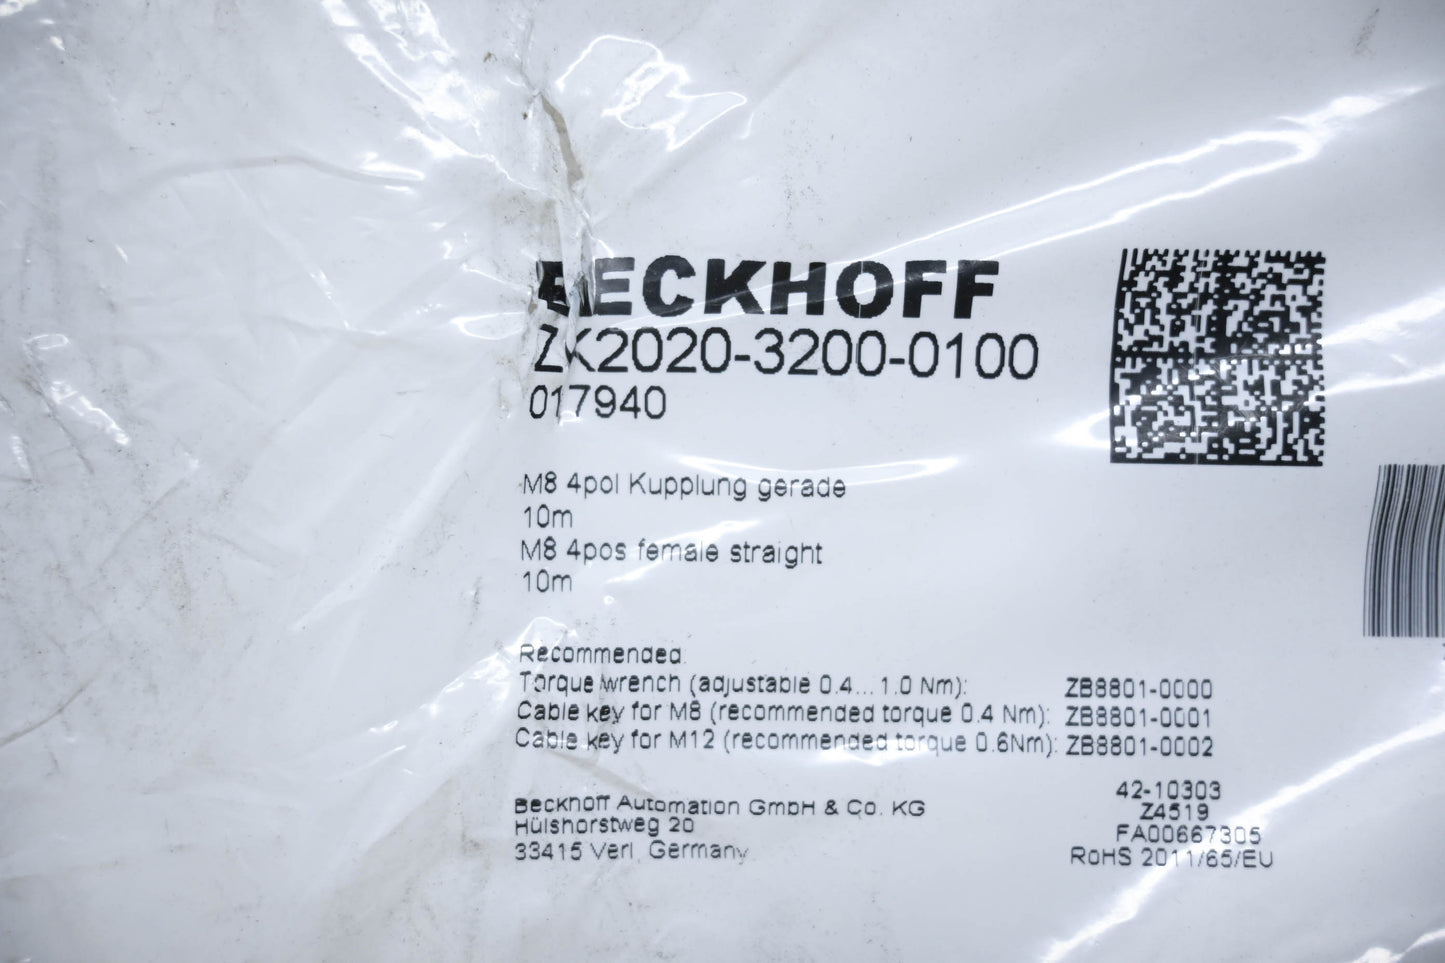 BECKHOFF
ZK2020-3200-0100
017940
M8 4pol Kupplung gerade
10m
M8 4pos female straight
10m
Recommended:
Torque wrench (adjustable 0.4...1.0 Nm): ZB8801-0000
Cable key for M8 (recommended torque 0.4 Nm): ZB8801-0001
Cable key for M12 (recommended torque 0.6Nm): ZB8801-0002
Beckhoff Automation GmbH & Co. KG
Hülshorstweg 20
33415 Verl, Germany
42-10303
Z4519
FA00667305
RoHS 2011/65/EU